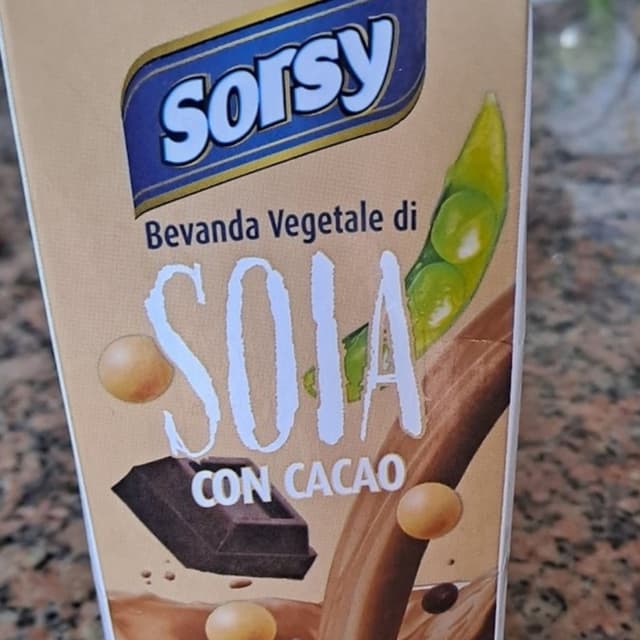 sorsy
Bevanda Vegetale di
SOIA
CON CACAO